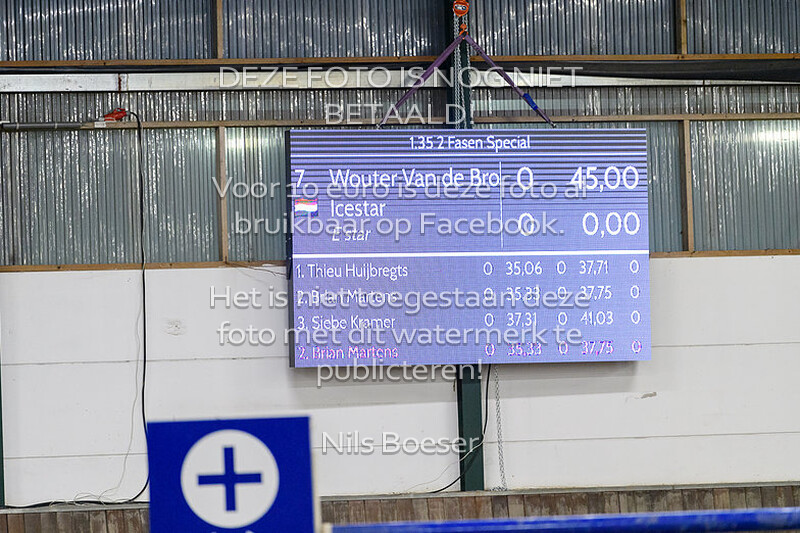 DEZE FOTO IS NOG NIET
BETAALD
1.35 2 Fasen Special
7 Wouter Van de Bro 0 45,00
Voor 10 euro is deze foto al
Icestar
bruikbaar op Facebook.
0 0,00
E star
1. Thieu Huijbregts 0 35,06 0 37,71 0
2. Brian Martens 0 35,33 0 37,75 0
Het is niet toegestaan deze
3. Siebe Kramer 0 37,31 0 41,03 0
foto met dit watermerk te
2. Brian Martens 0 35,33 0 37,75 0
publiceren!
Nils Boeser